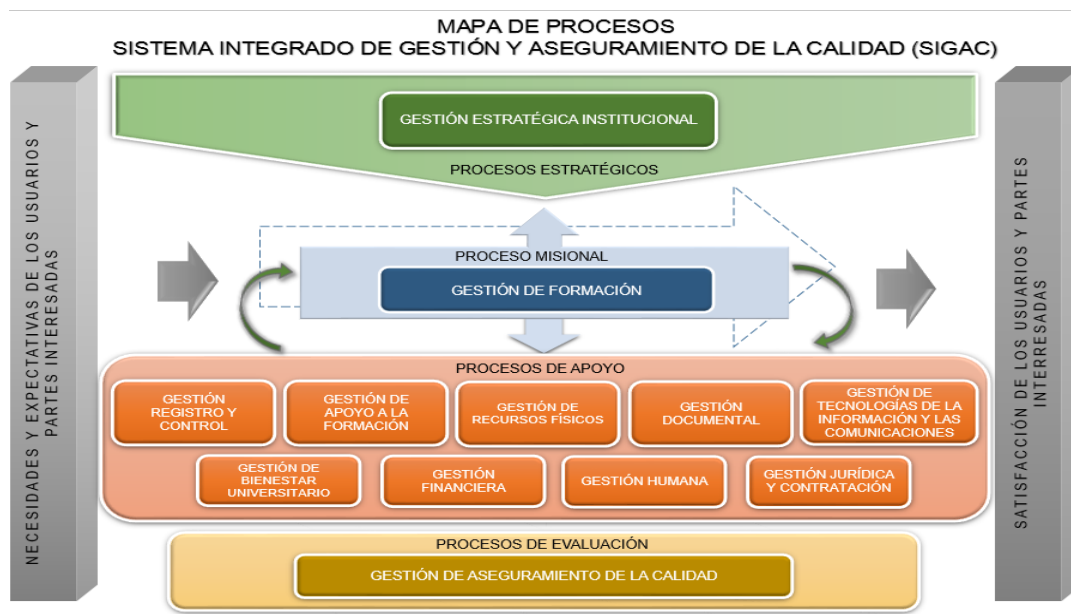 MAPA DE PROCESOS
SISTEMA INTEGRADO DE GESTIÓN Y ASEGURAMIENTO DE LA CALIDAD (SIGAC)
NECESIDADES Y EXPECTATIVAS DE LOS USUARIOS Y
PARTES INTERESADAS
GESTIÓN ESTRATÉGICA INSTITUCIONAL
PROCESOS ESTRATÉGICOS
PROCESO MISIONAL
GESTIÓN DE FORMACIÓN
PROCESOS DE APOYO
GESTIÓN
REGISTRO Y
CONTROL
GESTIÓN DE
APOYO A LA
FORMACIÓN
GESTIÓN DE
RECURSOS FÍSICOS
GESTIÓN
DOCUMENTAL
GESTIÓN DE
TECNOLOGÍAS DE LA
INFORMACIÓN Y LAS
COMUNICACIONES
GESTIÓN DE
BIENESTAR
UNIVERSITARIO
GESTIÓN
FINANCIERA
GESTIÓN HUMANA
GESTIÓN JURÍDICA
Y CONTRATACIÓN
PROCESOS DE EVALUACIÓN
GESTIÓN DE ASEGURAMIENTO DE LA CALIDAD
SATISFACCIÓN DE LOS USUARIOS Y PARTES
INTERRESADAS